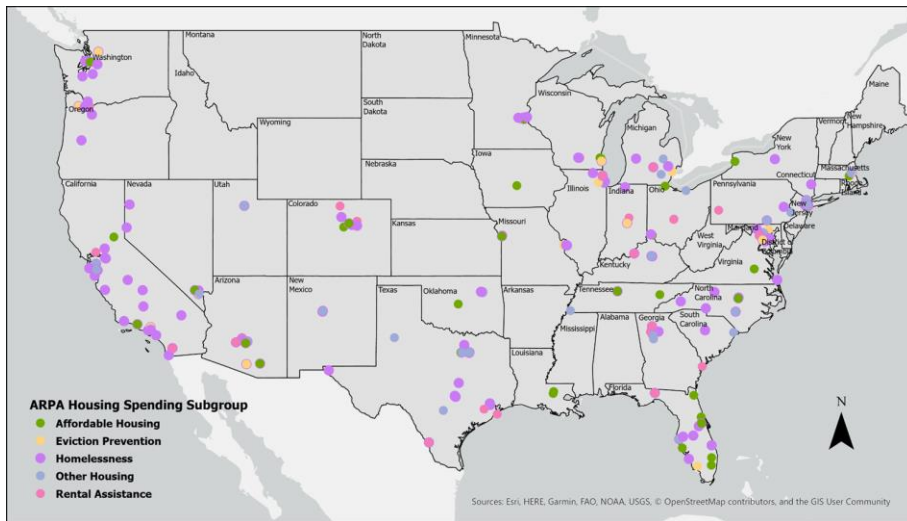 Montana
North
Dakota
Minnesota
Maine
Washington
Idaho
South
Dakota
Wisconsin
Michigan
Vermont
New
Hampshire
Oregon
Wyoming
New
York
Massachusetts
Nebraska
Iowa
Connecticut
Rhode
Island
California
Nevada
Utah
Colorado
Kansas
Missouri
Illinois
Indiana
Ohio
Pennsylvania
New
Jersey
Maryland
Delaware
District of
West
Virginia
Virginia
Kentucky
Arizona
New
Mexico
Texas
Oklahoma
Arkansas
Tennessee
North
Carolina
South
Carolina
Mississippi
Alabama
Georgia
Louisiana
Florida
N
ARPA Housing Spending Subgroup
Affordable Housing
Eviction Prevention
Homelessness
Other Housing
Rental Assistance
Sources: Esri, HERE, Garmin, FAO, NOAA, USGS, © OpenStreetMap contributors, and the GIS User Community